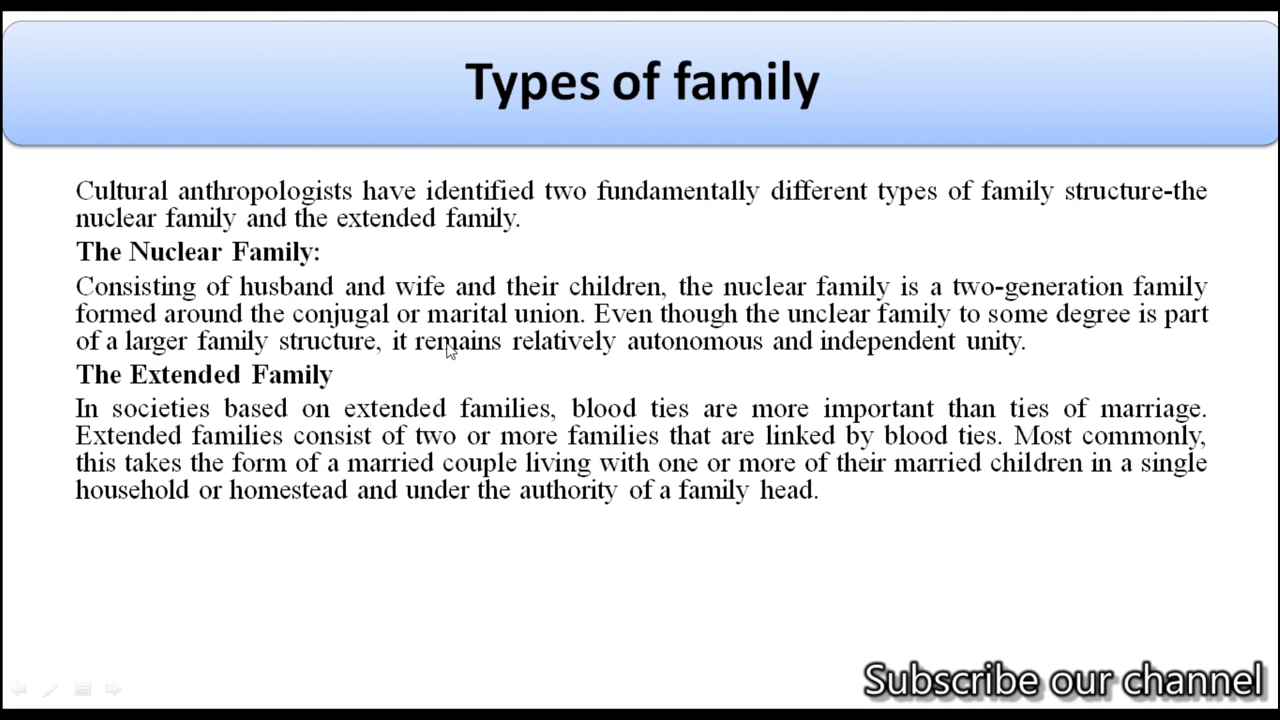 Types of family
Cultural anthropologists have identified two fundamentally different types of family structure-the
nuclear family and the extended family.
The Nuclear Family:
Consisting of husband and wife and their children, the nuclear family is a two-generation family
formed around the conjugal or marital union. Even though the unclear family to some degree is part
of a larger family structure, it remains relatively autonomous and independent unity.
The Extended Family
In societies based on extended families, blood ties are more important than ties of marriage.
Extended families consist of two or more families that are linked by blood ties. Most commonly,
this takes the form of a married couple living with one or more of their married children in a single
household or homestead and under the authority of a family head.
Subscribe our channel